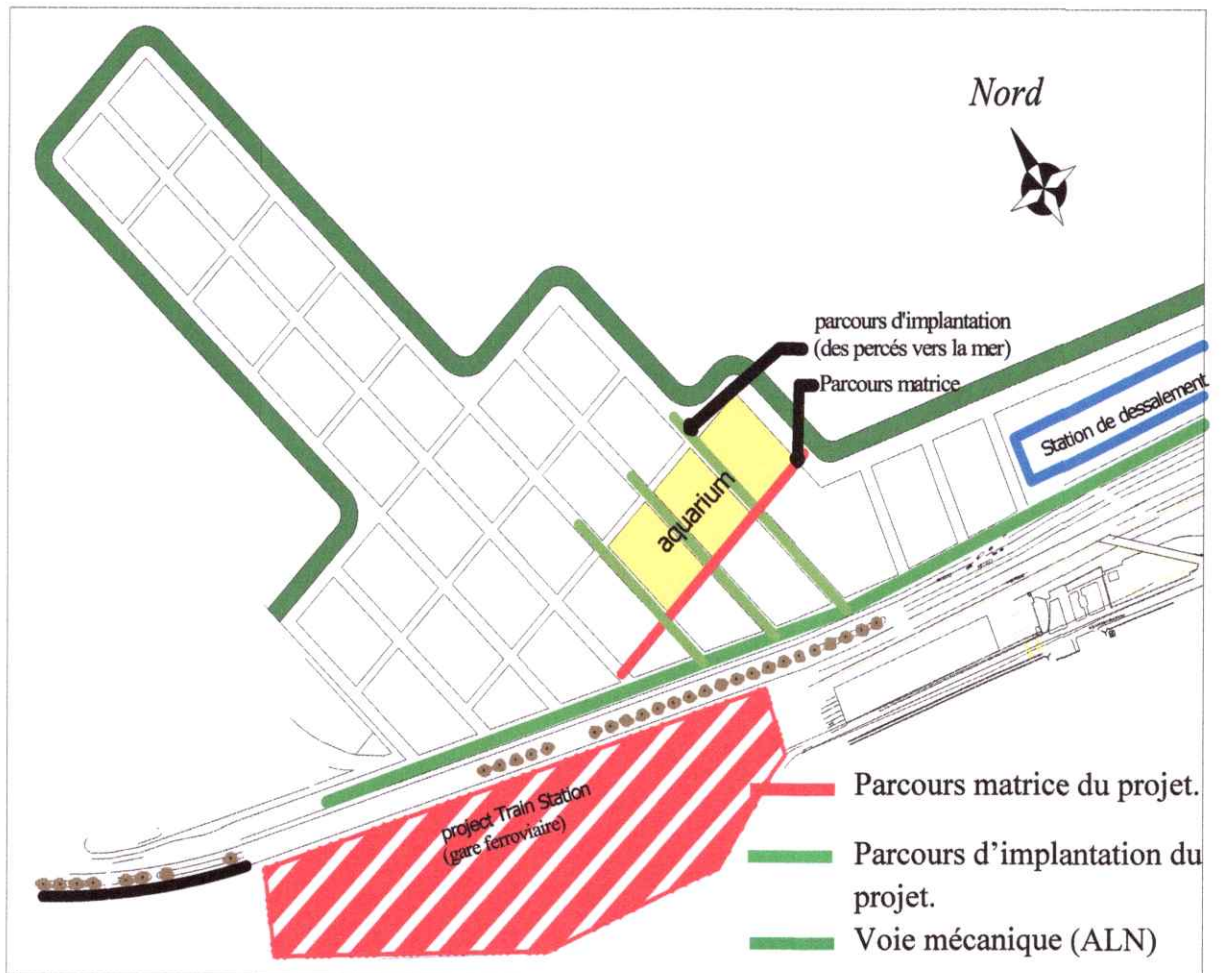 Nord
parcours d'implantation
(des percés vers la mer)
Parcours matrice
Station de dessalement
aquarium
project Train Station
(gare ferroviaire)
Parcours matrice du projet.
Parcours d’implantation du
projet.
Voie mécanique (ALN)